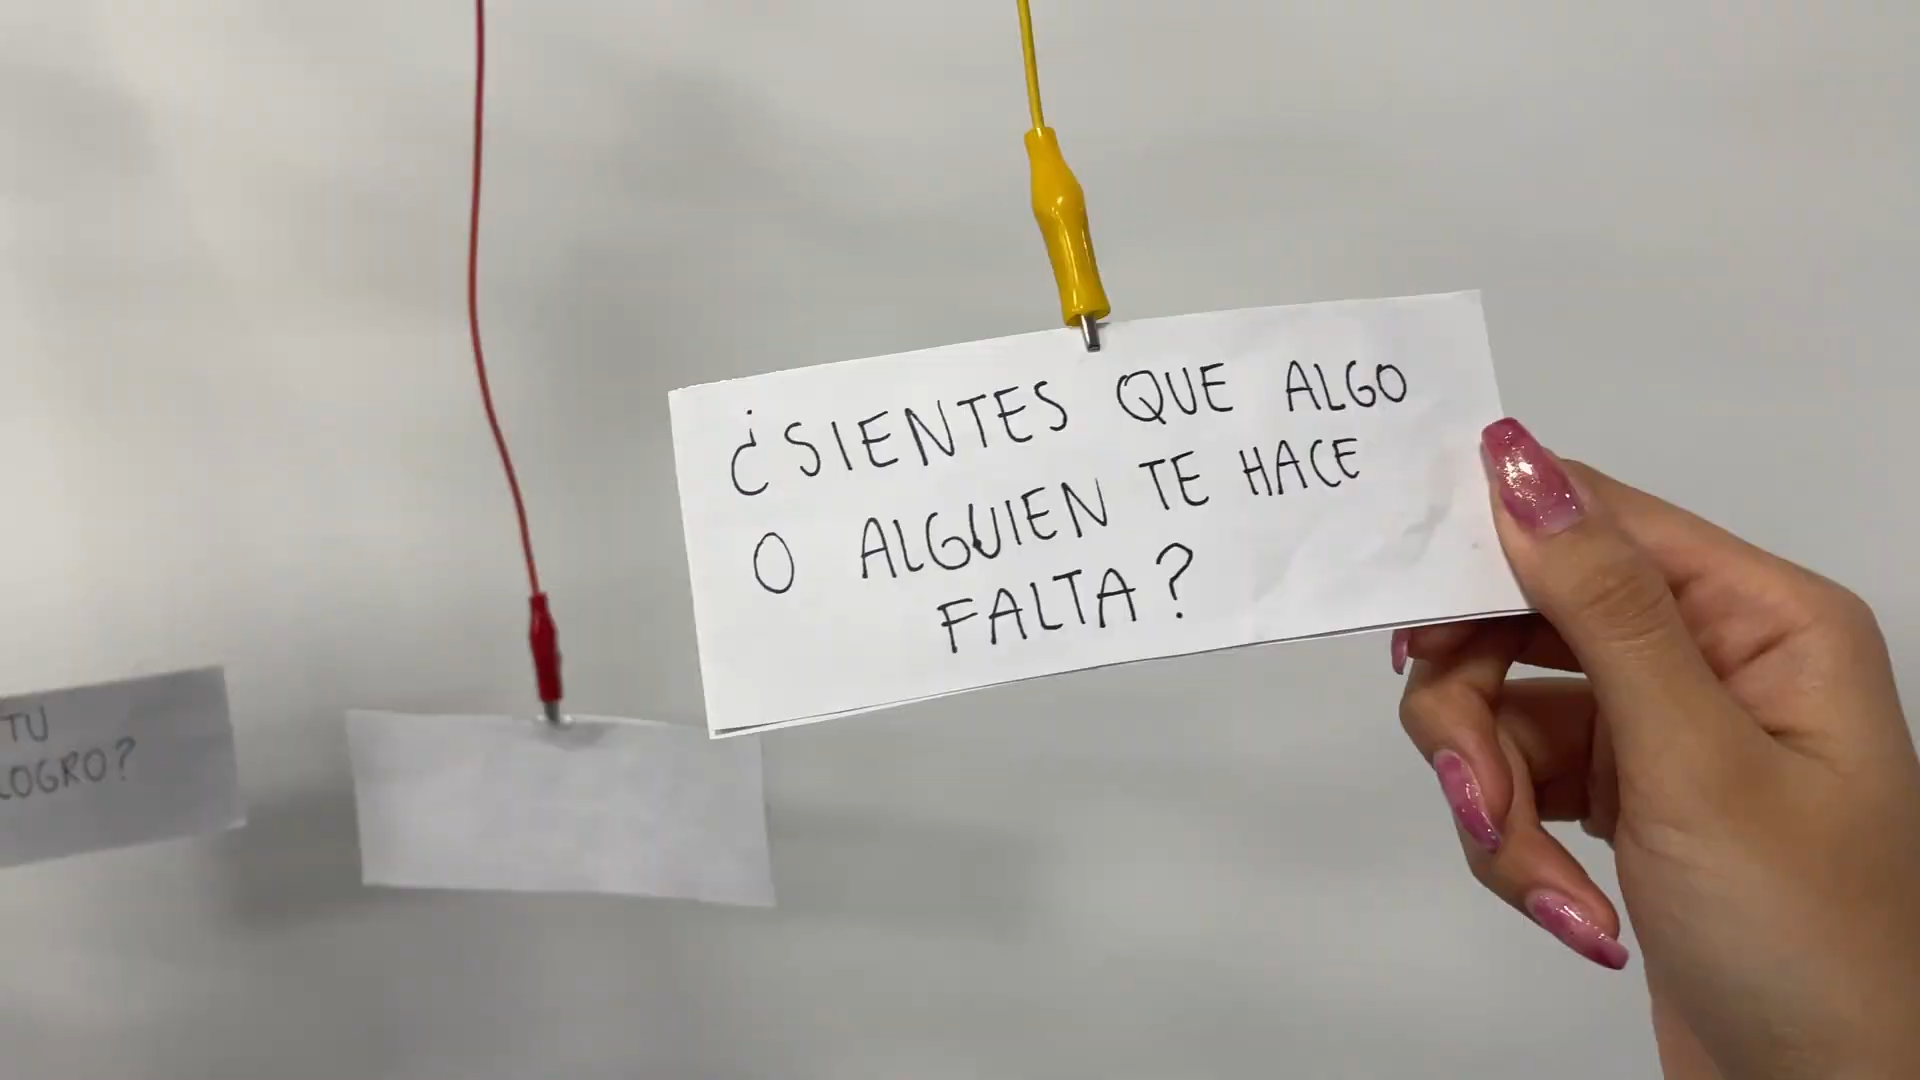 ¿SIENTES QUE ALGO
O ALGUIEN TE HACE
FALTA?
TU
LOGRO?